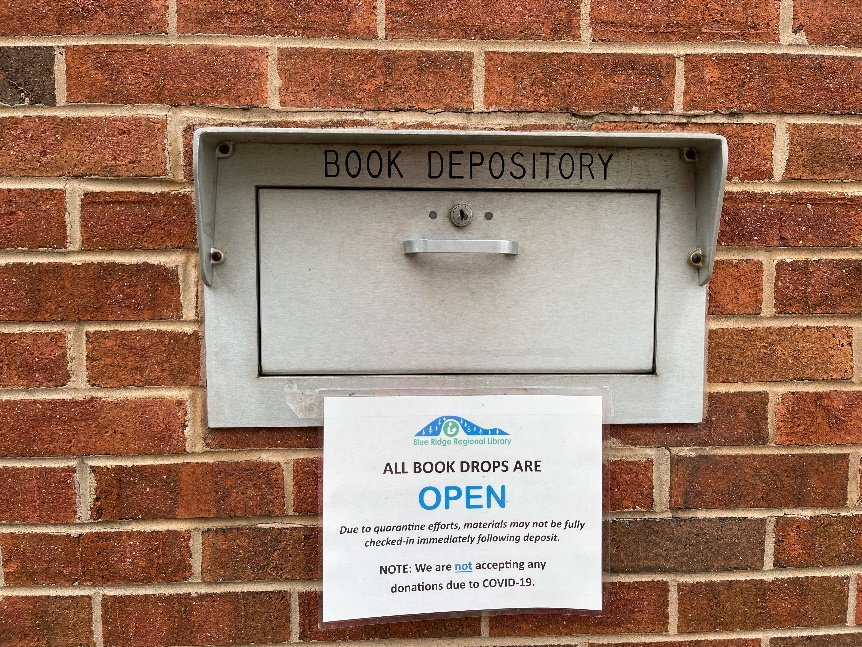 BOOK DEPOSITORY
Blue Ridge Regional Library
ALL BOOK DROPS ARE
OPEN
Due to quarantine efforts, materials may not be fully
checked-in immediately following deposit.
NOTE: We are not accepting any
donations due to COVID-19.